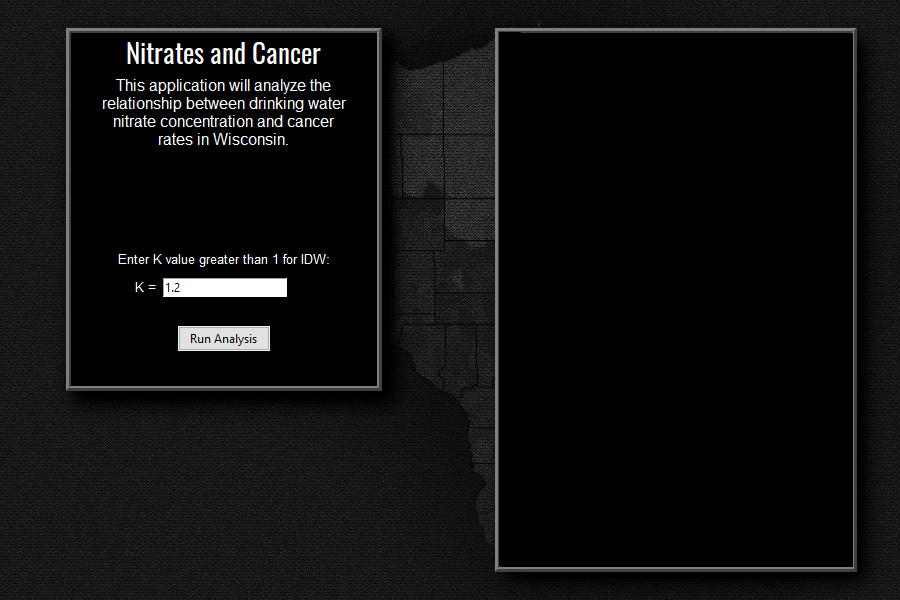 Nitrates and Cancer
This application will analyze the
relationship between drinking water
nitrate concentration and cancer
rates in Wisconsin.
Enter K value greater than 1 for IDW:
K = 1.2
Run Analysis